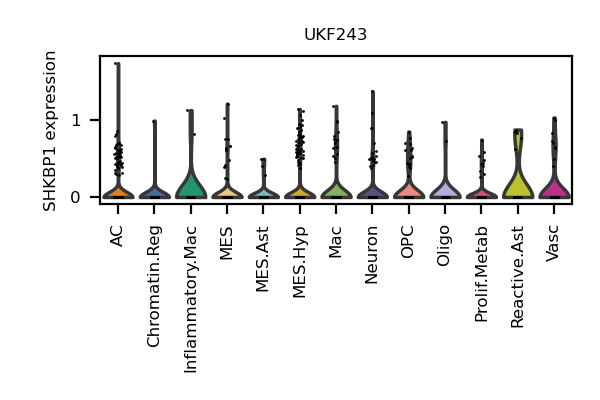 UKF243
SHKBP1 expression
1
0
AC
Chromatin.Reg
Inflammatory.Mac
MES
MES.Ast
MES.Hyp
Mac
Neuron
OPC
Oligo
Prolif.Metab
Reactive.Ast
Vasc